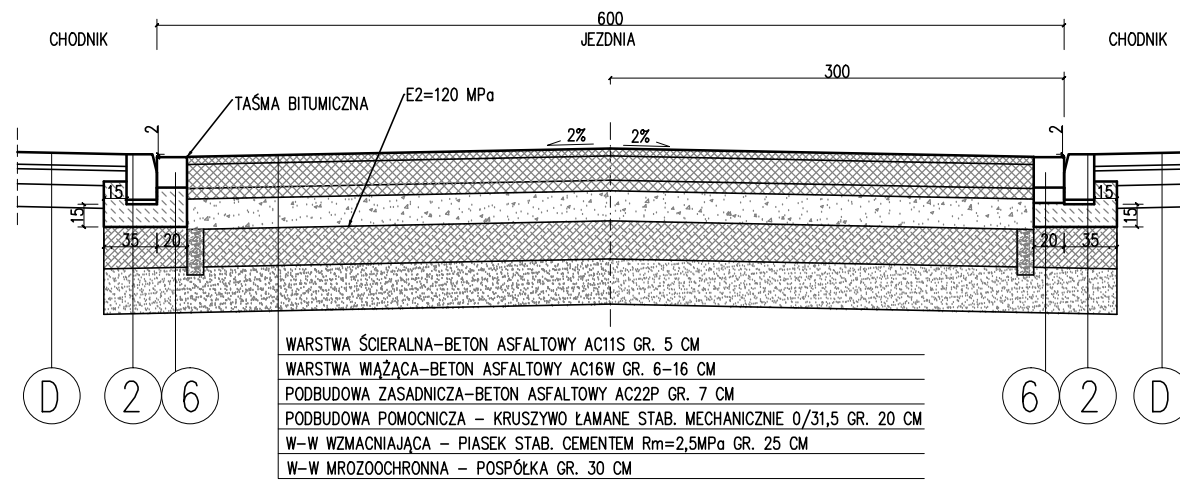 600
CHODNIK
JEZDNIA
CHODNIK
300
TAŚMA BITUMICZNA
E2=120 MPa
2
2%
2%
2
15
15
15
15
35
20
20
35
WARSTWA ŚCIERALNA-BETON ASFALTOWY AC11S GR. 5 CM
WARSTWA WIĄŻĄCA-BETON ASFALTOWY AC16W GR. 6-16 CM
PODBUDOWA ZASADNICZA-BETON ASFALTOWY AC22P GR. 7 CM
PODBUDOWA POMOCNICZA - KRUSZYWO ŁAMANE STAB. MECHANICZNIE 0/31,5 GR. 20 CM
W-W WZMACNIAJĄCA - PIASEK STAB. CEMENTEM Rm=2,5MPa GR. 25 CM
W-W MROZOOCHRONNA - POSPÓŁKA GR. 30 CM
D
2
6
6
2
D